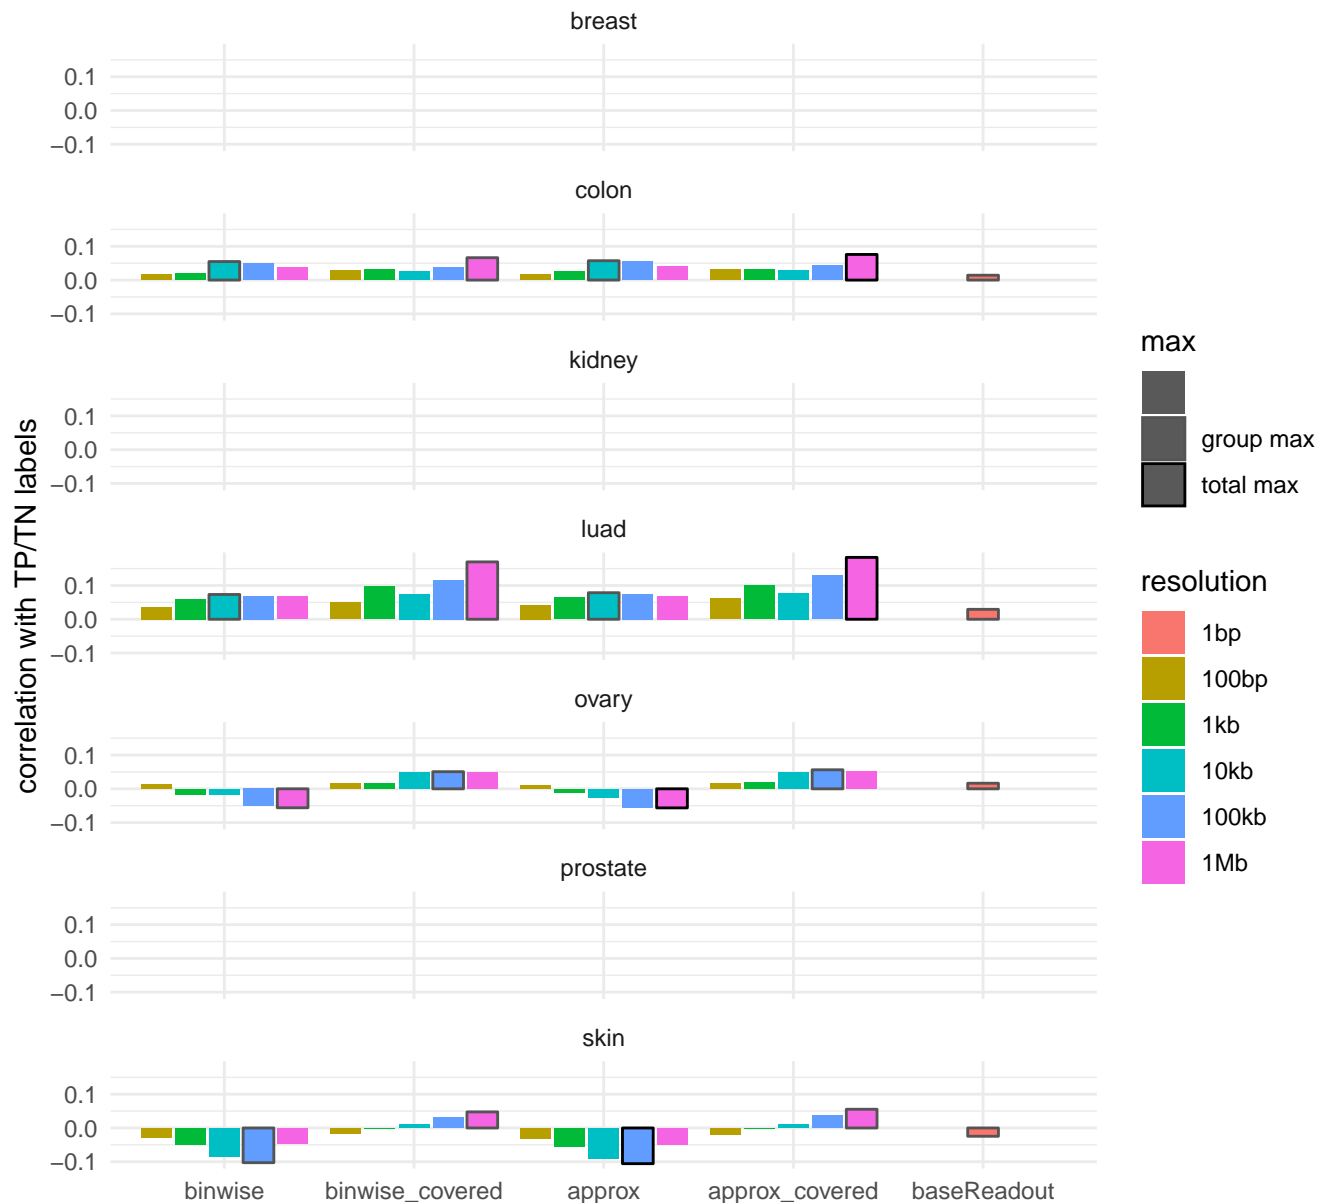 breast
0.1
0.0
−0.1
colon
0.1
0.0
−0.1
kidney
0.1
0.0
−0.1
luad
0.1
0.0
−0.1
ovary
0.1
0.0
−0.1
prostate
0.1
0.0
−0.1
skin
0.1
0.0
−0.1
binwise binwise_covered approx approx_covered baseReadout
correlation with TP/TN labels
max
group max
total max
resolution
1bp
100bp
1kb
10kb
100kb
1Mb